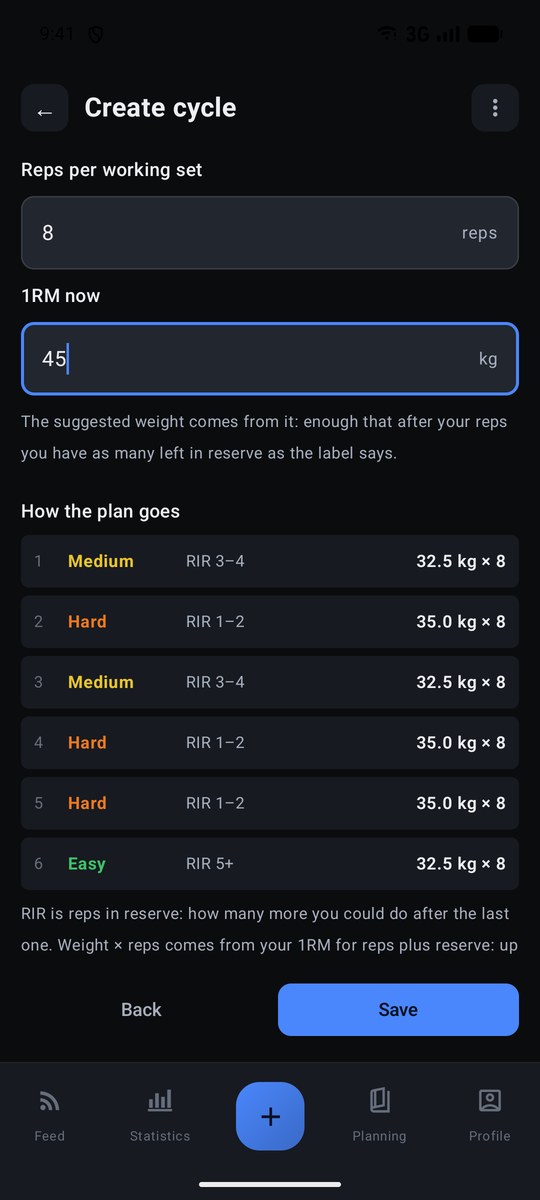 9:41
3G
← Create cycle
Reps per working set
8 reps
1RM now
45 kg
The suggested weight comes from it: enough that after your reps
you have as many left in reserve as the label says.
How the plan goes
1 Medium RIR 3–4 32.5 kg × 8
2 Hard RIR 1–2 35.0 kg × 8
3 Medium RIR 3–4 32.5 kg × 8
4 Hard RIR 1–2 35.0 kg × 8
5 Hard RIR 1–2 35.0 kg × 8
6 Easy RIR 5+ 32.5 kg × 8
RIR is reps in reserve: how many more you could do after the last
one. Weight × reps comes from your 1RM for reps plus reserve: up
Back Save
Feed Statistics + Planning Profile